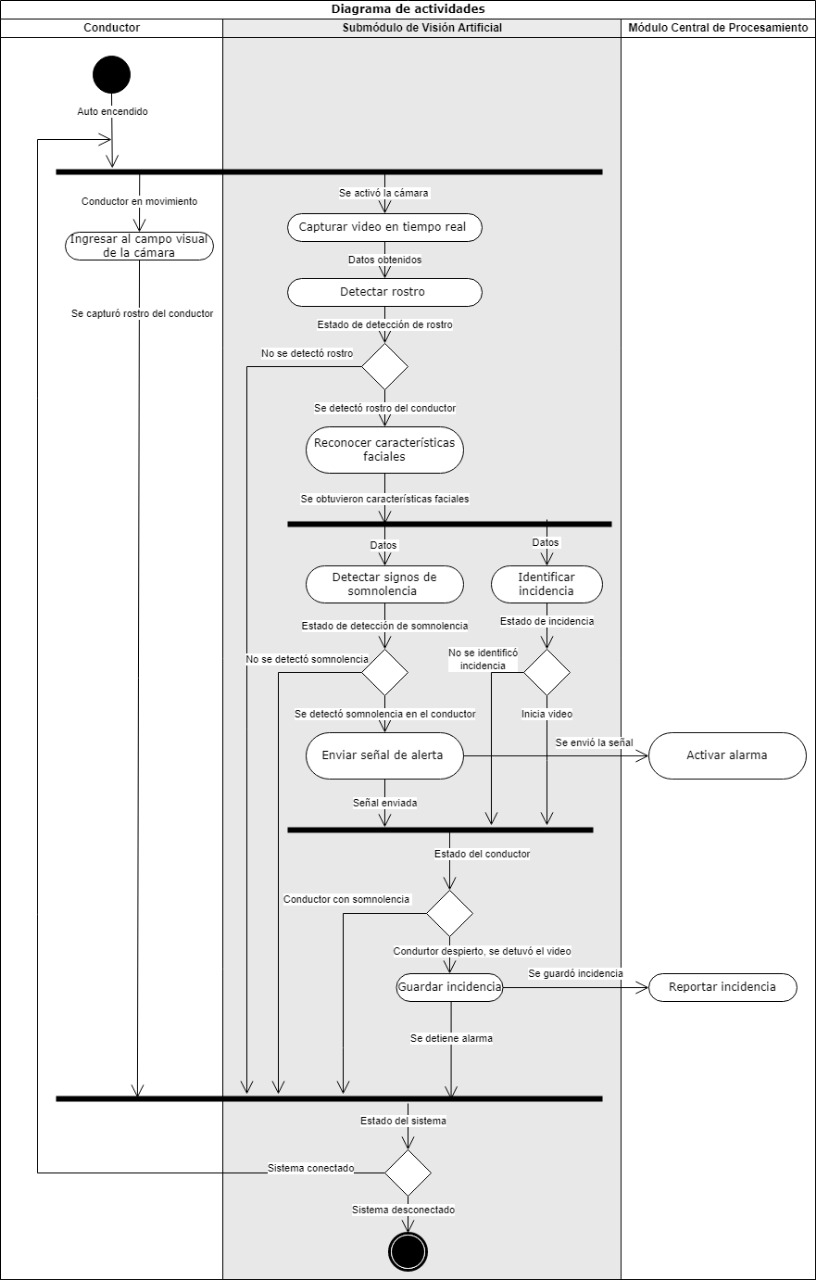 Diagrama de actividades
Conductor
Submódulo de Visión Artificial
Módulo Central de Procesamiento
Auto encendido
Conductor en movimiento
Se activó la cámara
Ingresar al campo visual
de la cámara
Capturar video en tiempo real
Datos obtenidos
Detectar rostro
Se capturó rostro del conductor
Estado de detección de rostro
No se detectó rostro
Se detectó rostro del conductor
Reconocer características
faciales
Se obtuvieron características faciales
Datos
Datos
Detectar signos de
somnolencia
Identificar
incidencia
Estado de detección de somnolencia
Estado de incidencia
No se detectó somnolencia
No se identificó
incidencia
Se detectó somnolencia en el conductor
Inicia video
Enviar señal de alerta
Se envió la señal
Activar alarma
Señal enviada
Estado del conductor
Conductor con somnolencia
Condurtor despierto, se detuvó el video
Guardar incidencia
Se guardó incidencia
Reportar incidencia
Se detiene alarma
Estado del sistema
Sistema conectado
Sistema desconectado